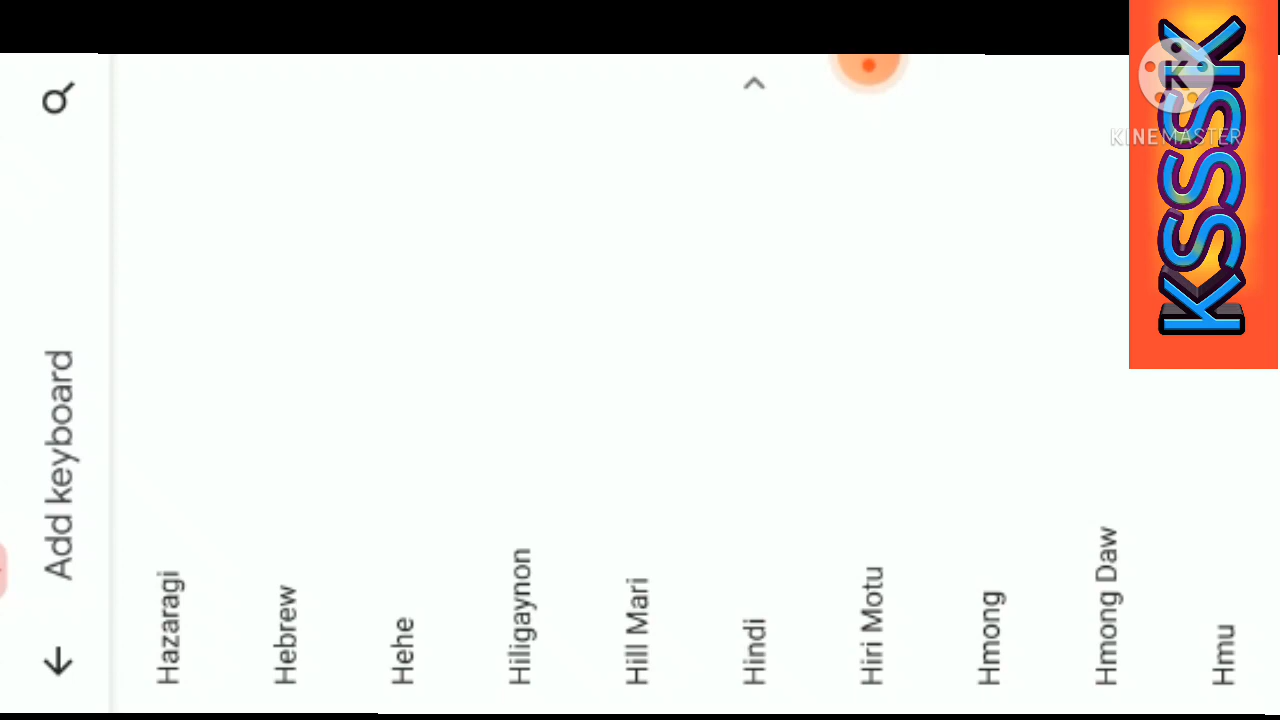 Add keyboard
Hazaragi
Hebrew
Hehe
Hiligaynon
Hill Mari
Hindi
Hiri Motu
Hmong
Hmong Daw
Hmu
KSSSK
KINEMASTER